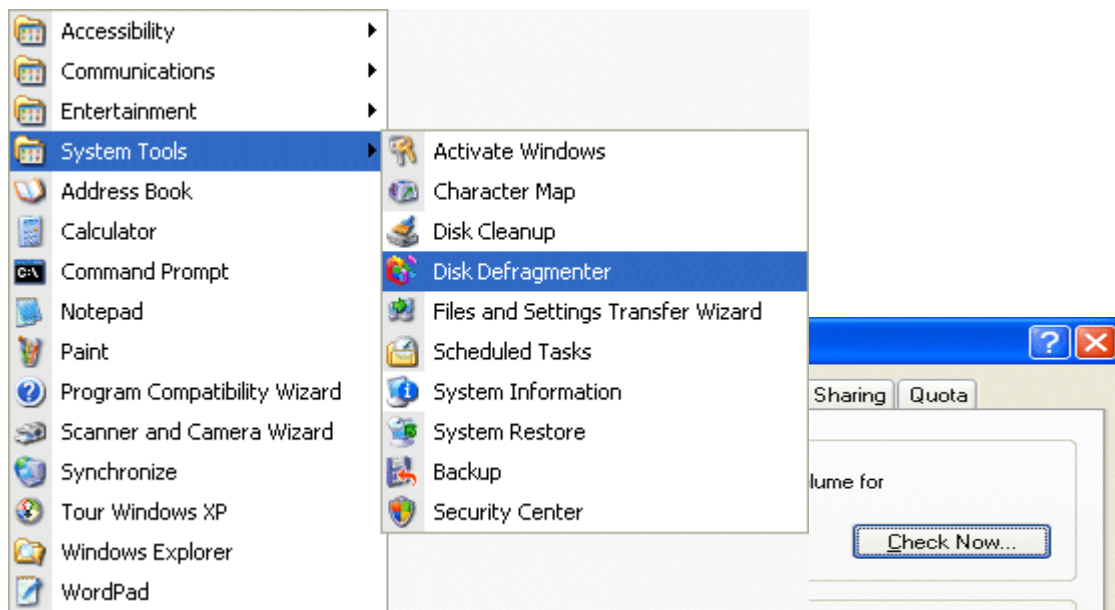 Accessibility
Communications
Entertainment
System Tools
Address Book
Calculator
Command Prompt
Notepad
Paint
Program Compatibility Wizard
Scanner and Camera Wizard
Synchronize
Tour Windows XP
Windows Explorer
WordPad
Activate Windows
Character Map
Disk Cleanup
Disk Defragmenter
Files and Settings Transfer Wizard
Scheduled Tasks
System Information
System Restore
Backup
Security Center
Sharing Quota
lume for
Check Now...